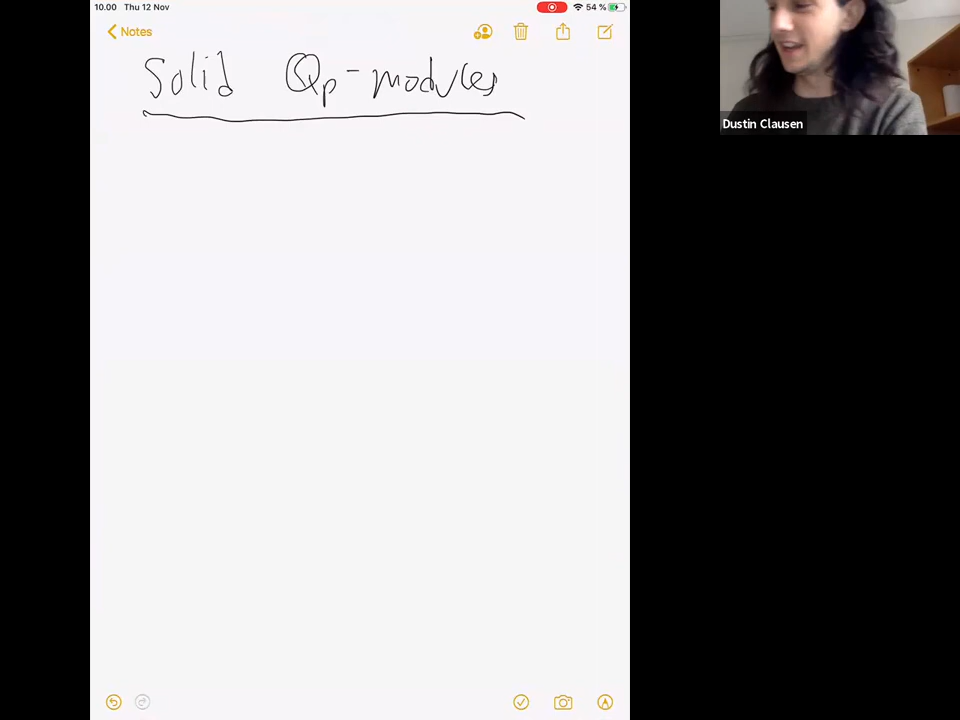 10.00 Thu 12 Nov 54 %
Notes
Solid Qp-modules
Dustin Clausen